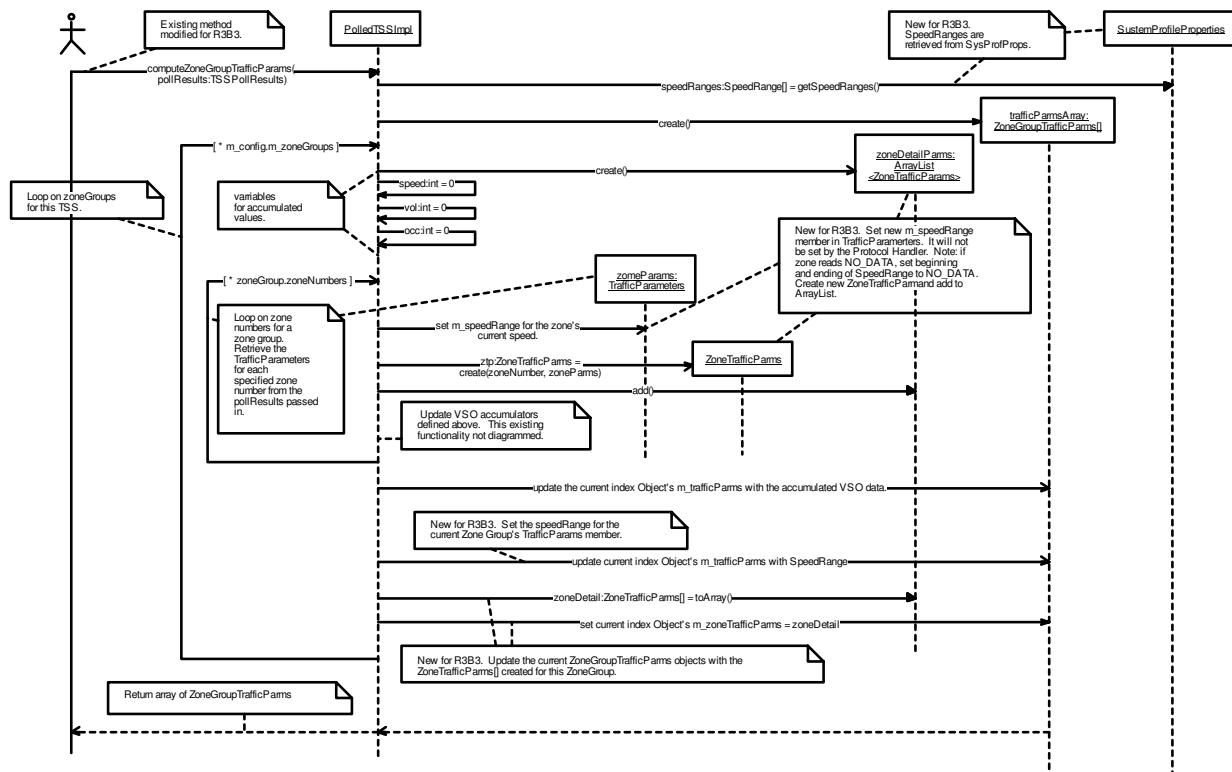 Existing method
modified for R3B3.
PolledTSSImpl
New for R3B3.
SpeedRanges are
retrieved from SysProfProps.
SustemProfileProperties
computeZoneGroupTrafficParams(
pollResults:TSSPollResults)
speedRanges:SpeedRange[] = getSpeedRanges()
create()
trafficParmsArray:
ZoneGroupTrafficParms[]
[ * m_config.m_zoneGroups ]
create()
zoneDetailParms:
ArrayList
<ZoneTrafficParams>
Loop on zoneGroups
for this TSS.
varriables
for accumulated
values.
speed:int = 0
vol:int = 0
occ:int = 0
New for R3B3. Set new m_speedRange
member in TrafficParamerters. It will not
be set by the Protocol Handler. Note: if
zone reads NO_DATA, set beginning
and ending of SpeedRange to NO_DATA.
Create new ZoneTrafficParmand add to
ArrayList.
[ * zoneGroup.zoneNumbers ]
zomeParams:
TrafficParameters
Loop on zone
numbers for a
zone group.
Retrieve the
TrafficParameters
for each
specified zone
number from the
pollResults passed
in.
set m_speedRange for the zone's
current speed.
ztp:ZoneTrafficParms =
create(zoneNumber, zoneParms)
ZoneTrafficParms
add()
Update VSO accumulators
defined above. This existing
functionality not diagrammed.
update the current index Object's m_trafficParms with the accumulated VSO data.
New for R3B3. Set the speedRange for the
current Zone Group's TrafficParams member.
update current index Object's m_trafficParms with SpeedRange
zoneDetail:ZoneTrafficParms[] = toArray()
set current index Object's m_zoneTrafficParms = zoneDetail
New for R3B3. Update the current ZoneGroupTrafficParms objects with the
ZoneTrafficParms[] created for this ZoneGroup.
Return array of ZoneGroupTrafficParms